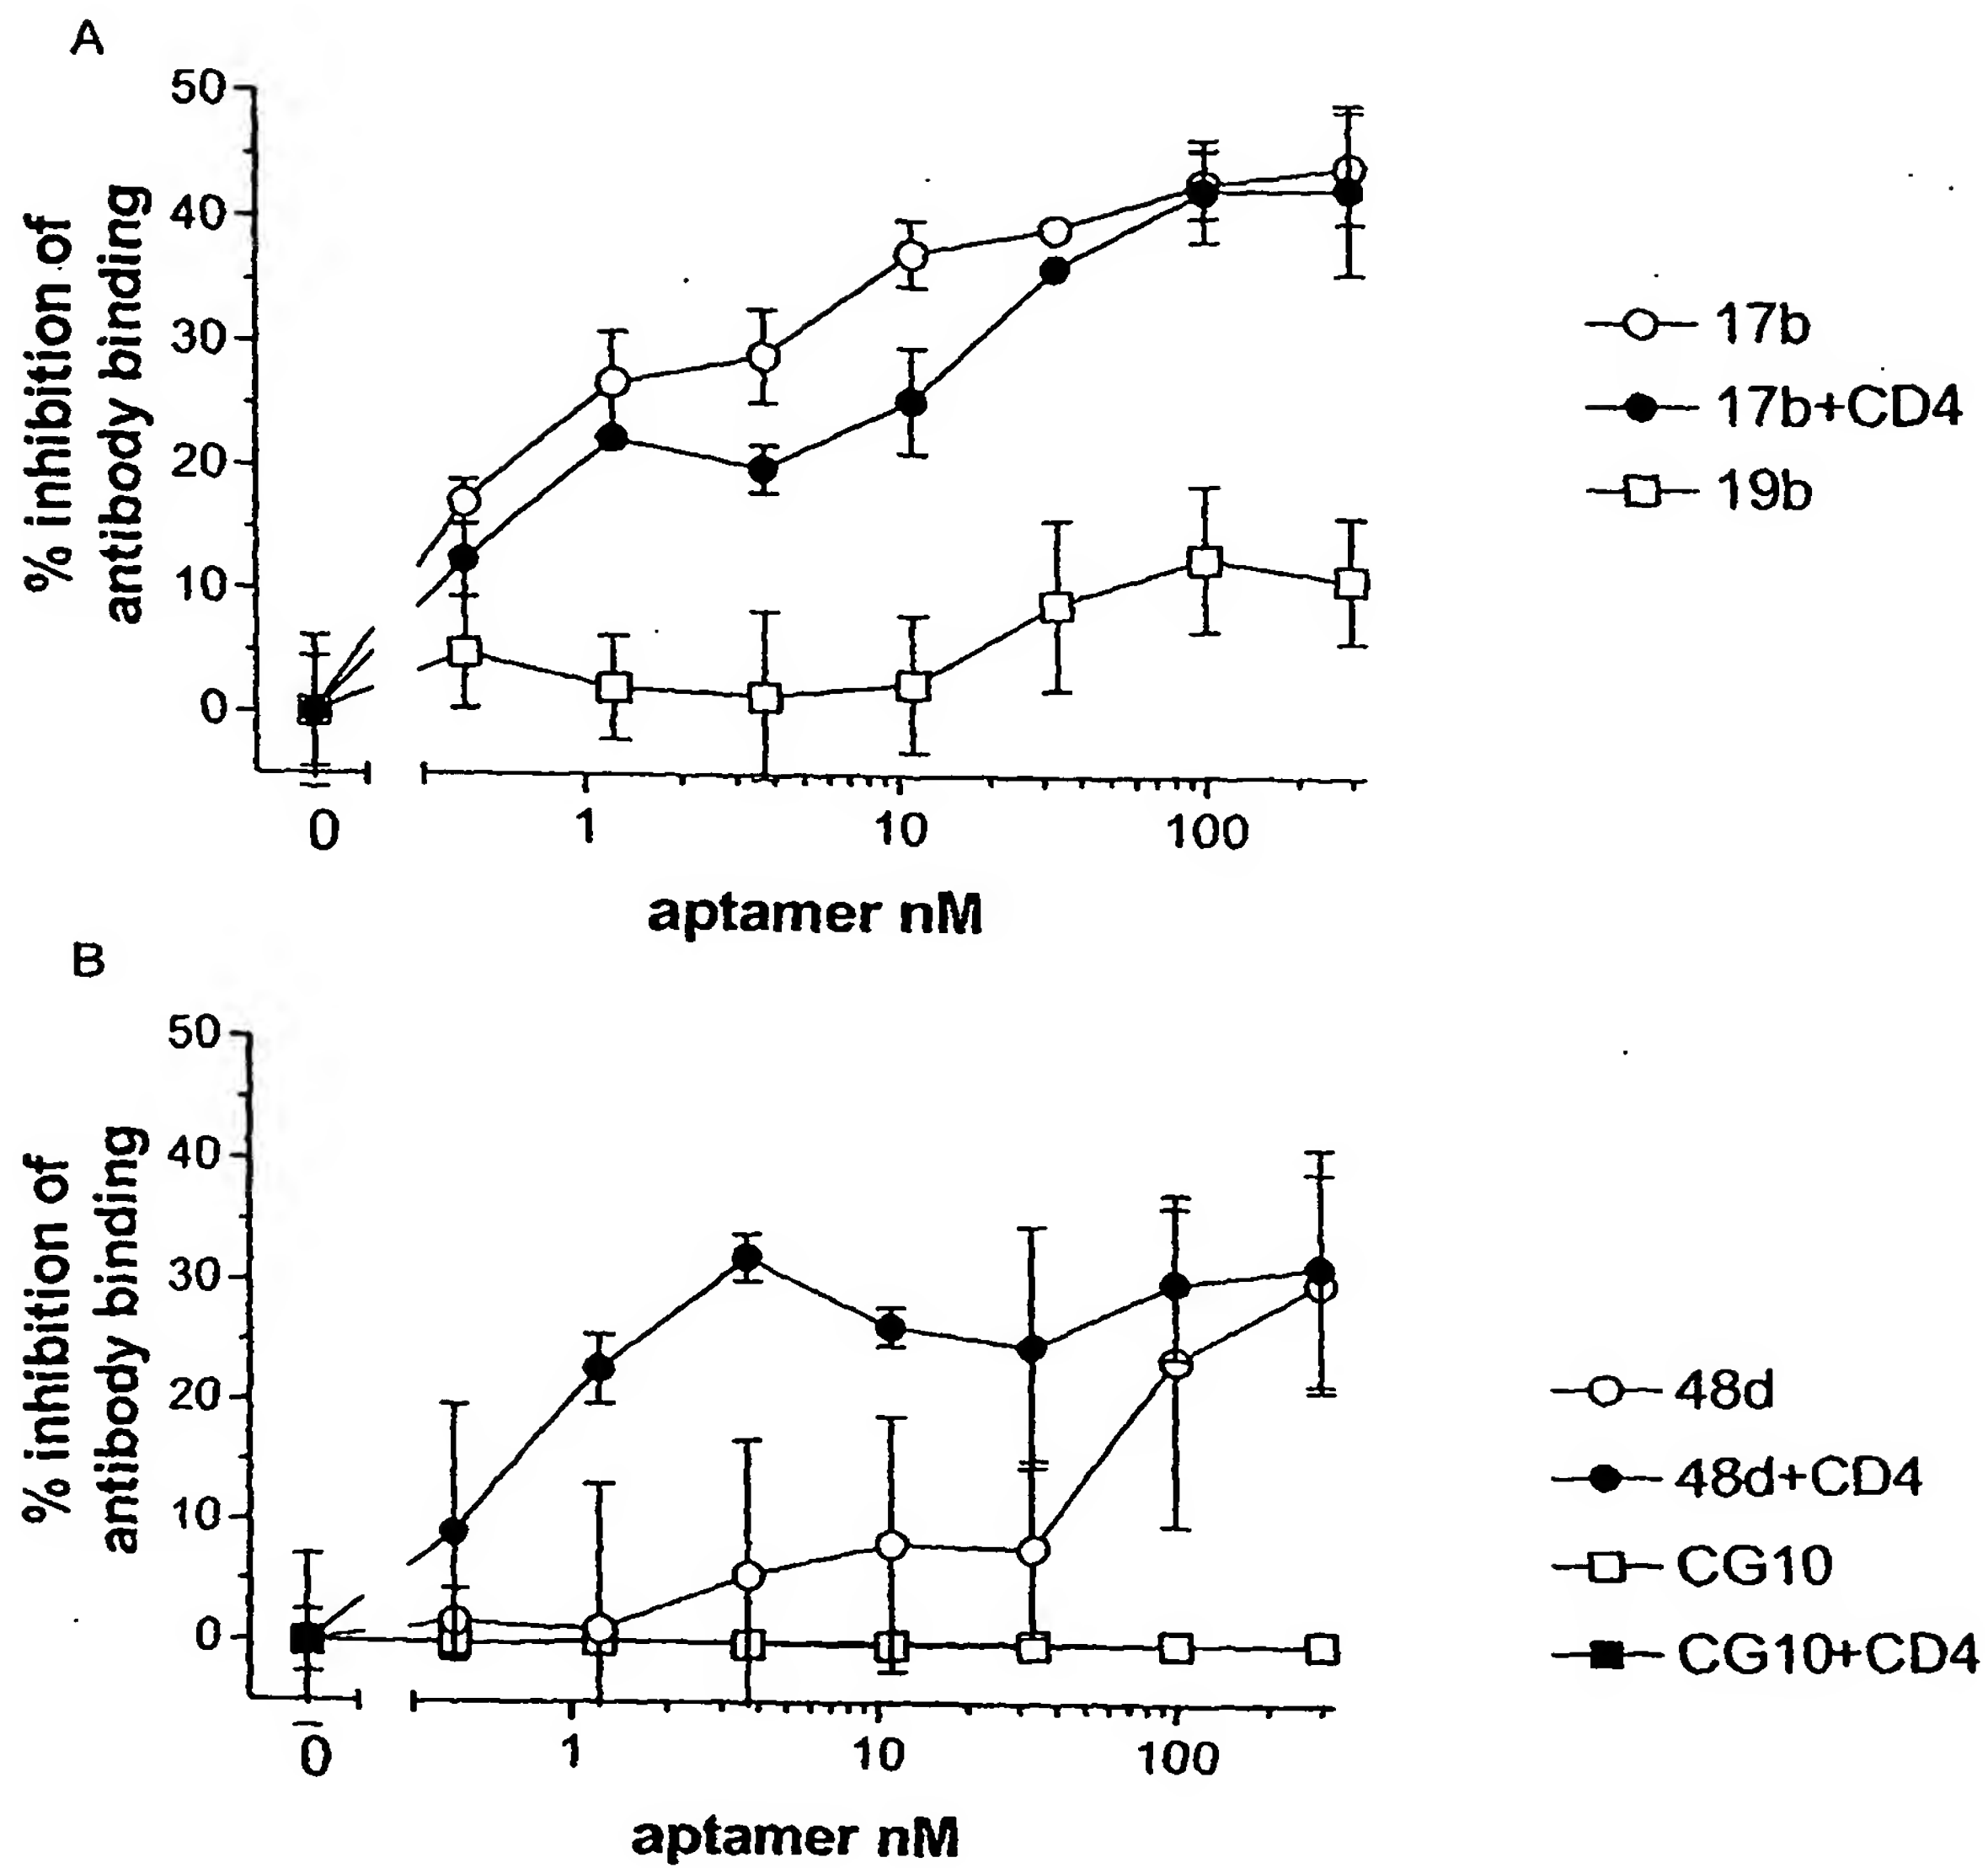 A
50
40
30
20
10
0
% inhibition of
antibody binding
0 1 10 100
aptamer nM
17b
17b+CD4
19b
B
50
40
30
20
10
0
% inhibition of
antibody binding
0 1 10 100
aptamer nM
48d
48d+CD4
CG10
CG10+CD4